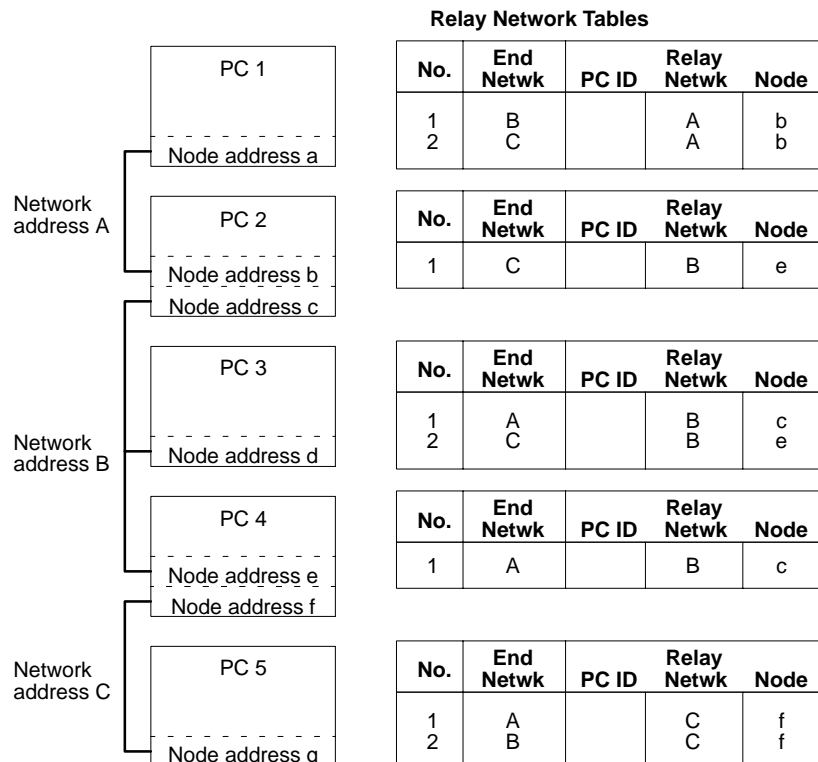 Relay Network Tables
PC 1
Node address a
No. End Netwk PC ID Relay Netwk Node
1 B A b
2 C A b
Network address A
PC 2
Node address b
Node address c
No. End Netwk PC ID Relay Netwk Node
1 C B e
PC 3
Node address d
No. End Netwk PC ID Relay Netwk Node
1 A B c
2 C B e
Network address B
PC 4
Node address e
Node address f
No. End Netwk PC ID Relay Netwk Node
1 A B c
Network address C
PC 5
Node address g
No. End Netwk PC ID Relay Netwk Node
1 A C f
2 B C f